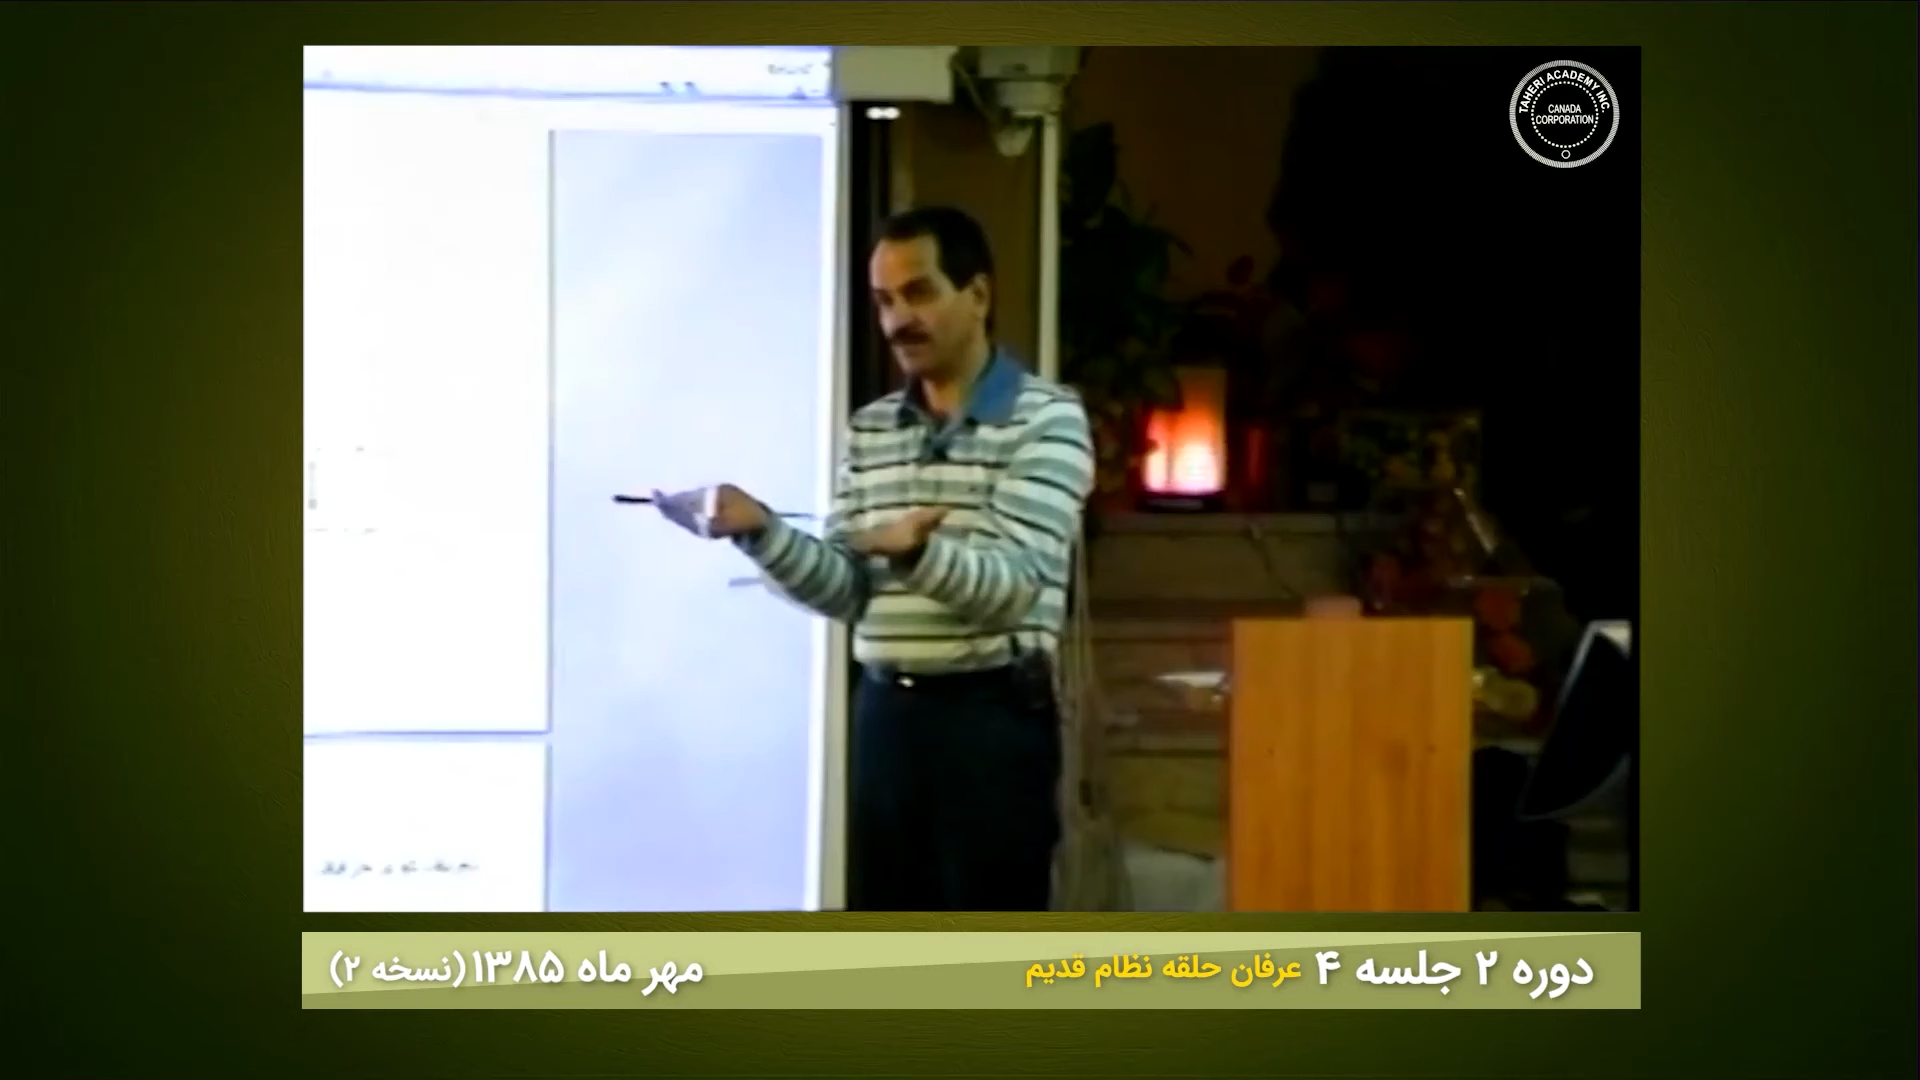 TAHERI ACADEMY INC.
CANADA
CORPORATION
دوره ۲ جلسه ۴ عرفان حلقه نظام قدیم
مهر ماه ۱۳۸۵ (نسخه ۲)